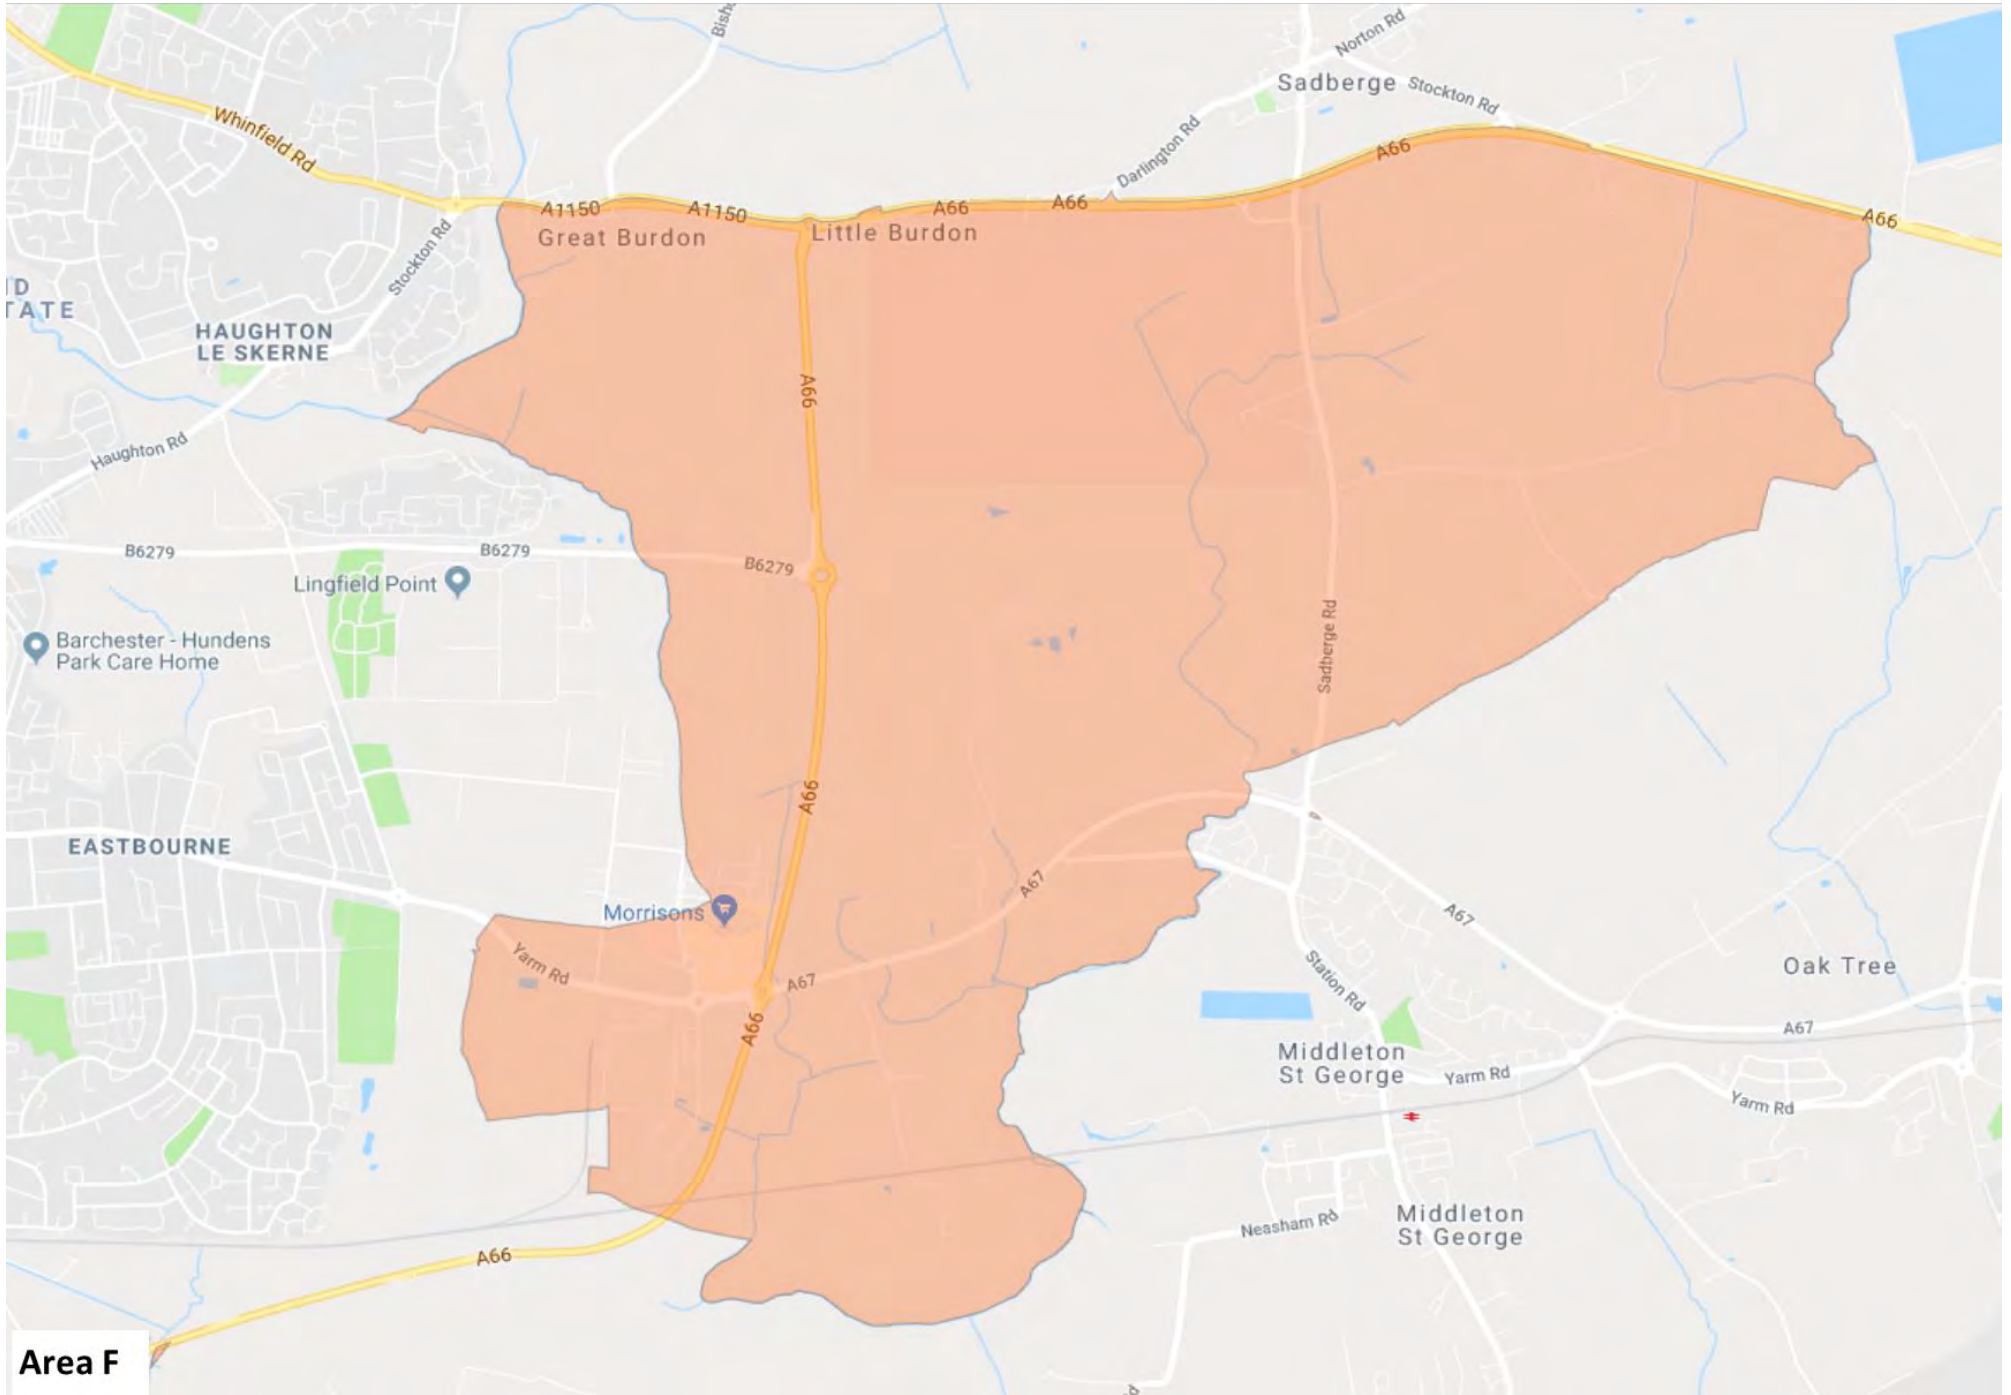 Bish
Norton Rd
Sadberge
Stockton Rd
Whinfield Rd
Darlington Rd
A66
A1150
A1150
A66
A66
A66
Great Burdon
Little Burdon
Stockton Rd
ID
TATE
HAUGHTON
LE SKERNE
A66
Haughton Rd
B6279
B6279
B6279
Lingfield Point
Barchester - Hundens
Park Care Home
Sadberge Rd
A66
EASTBOURNE
Morrisons
A67
A67
Yarm Rd
A67
Station Rd
Oak Tree
A66
A67
Middleton
St George
Yarm Rd
Yarm Rd
Neasham Rd
Middleton
St George
A66
Area F
d